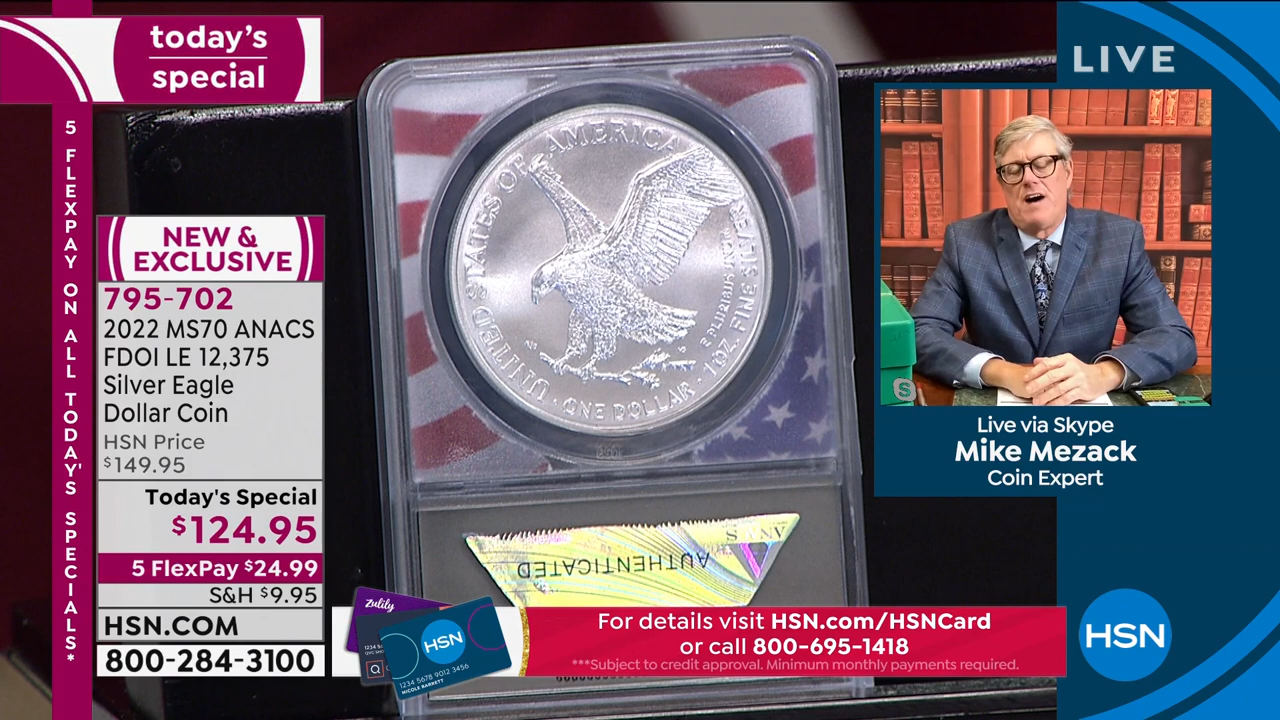 today's
special
5 FLEXPAY ON ALL TODAY'S SPECIALS*
NEW &
EXCLUSIVE
795-702
2022 MS70 ANACS
FDOI LE 12,375
Silver Eagle
Dollar Coin
HSN Price
$149.95
Today's Special
$124.95
5 FlexPay $24.99
S&H $9.95
HSN.COM
800-284-3100
UNITED STATES OF AMERICA
1 OZ. FINE SILVER
E PLURIBUS UNUM
ONE DOLLAR
ANACS
AUTHENTICATED
LIVE
Live via Skype
Mike Mezack
Coin Expert
Zulily
HSN
1234 5678 9012 3456
NICOLE BARRETT
For details visit HSN.com/HSNCard
or call 800-695-1418
***Subject to credit approval. Minimum monthly payments required.
HSN